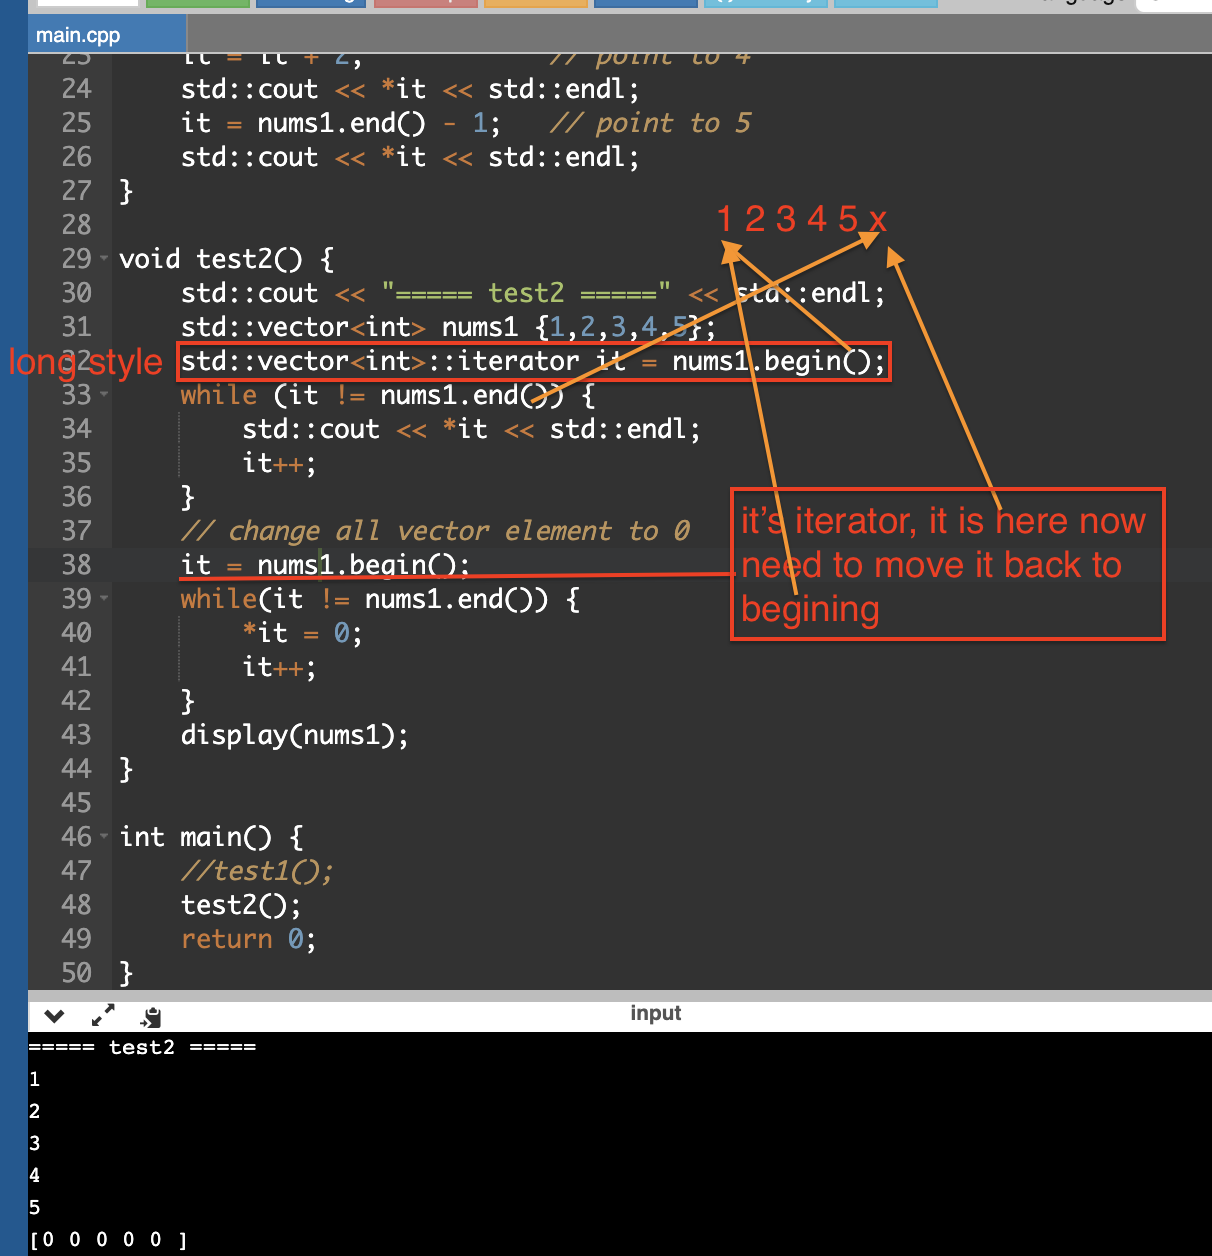 main.cpp
23 it = it + 2; // point to 4
24 std::cout << *it << std::endl;
25 it = nums1.end() - 1; // point to 5
26 std::cout << *it << std::endl;
27 }
28
1 2 3 4 5 x
29 void test2() {
30 std::cout << "===== test2 =====" << std::endl;
31 std::vector<int> nums1 {1,2,3,4,5};
long style
32 std::vector<int>::iterator it = nums1.begin();
33 while (it != nums1.end()) {
34 std::cout << *it << std::endl;
35 it++;
36 }
37 // change all vector element to 0
38 it = nums1.begin();
39 while(it != nums1.end()) {
40 *it = 0;
41 it++;
42 }
43 display(nums1);
44 }
45
46 int main() {
47 //test1();
48 test2();
49 return 0;
50 }
it's iterator, it is here now
need to move it back to
begining
input
===== test2 =====
1
2
3
4
5
[0 0 0 0 0 ]